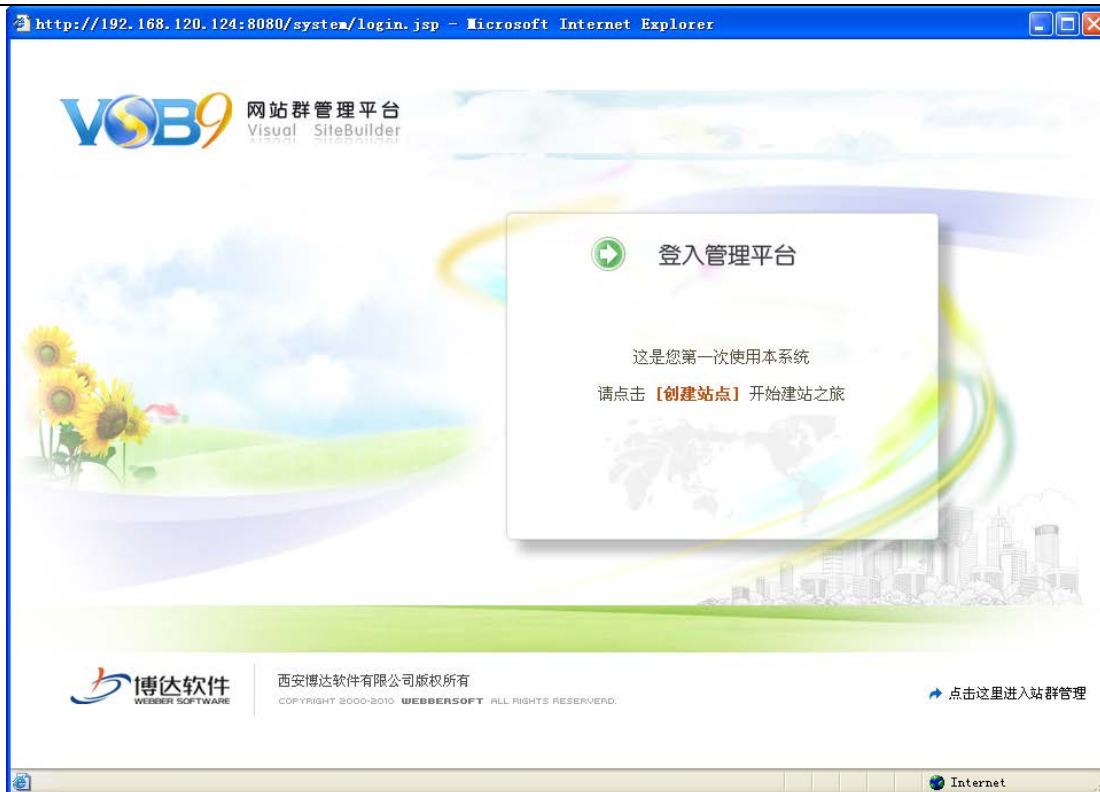 http://192.168.120.124:8080/system/login.jsp - Microsoft Internet Explorer
VSB9 网站群管理平台
Visual SiteBuilder
登入管理平台
这是您第一次使用本系统
请点击 [创建站点] 开始建站之旅
博达软件
WEBBER SOFTWARE
西安博达软件有限公司版权所有
COPYRIGHT 2000-2010 WEBBERSOFT ALL RIGHTS RESERVERD.
点击这里进入站群管理
Internet